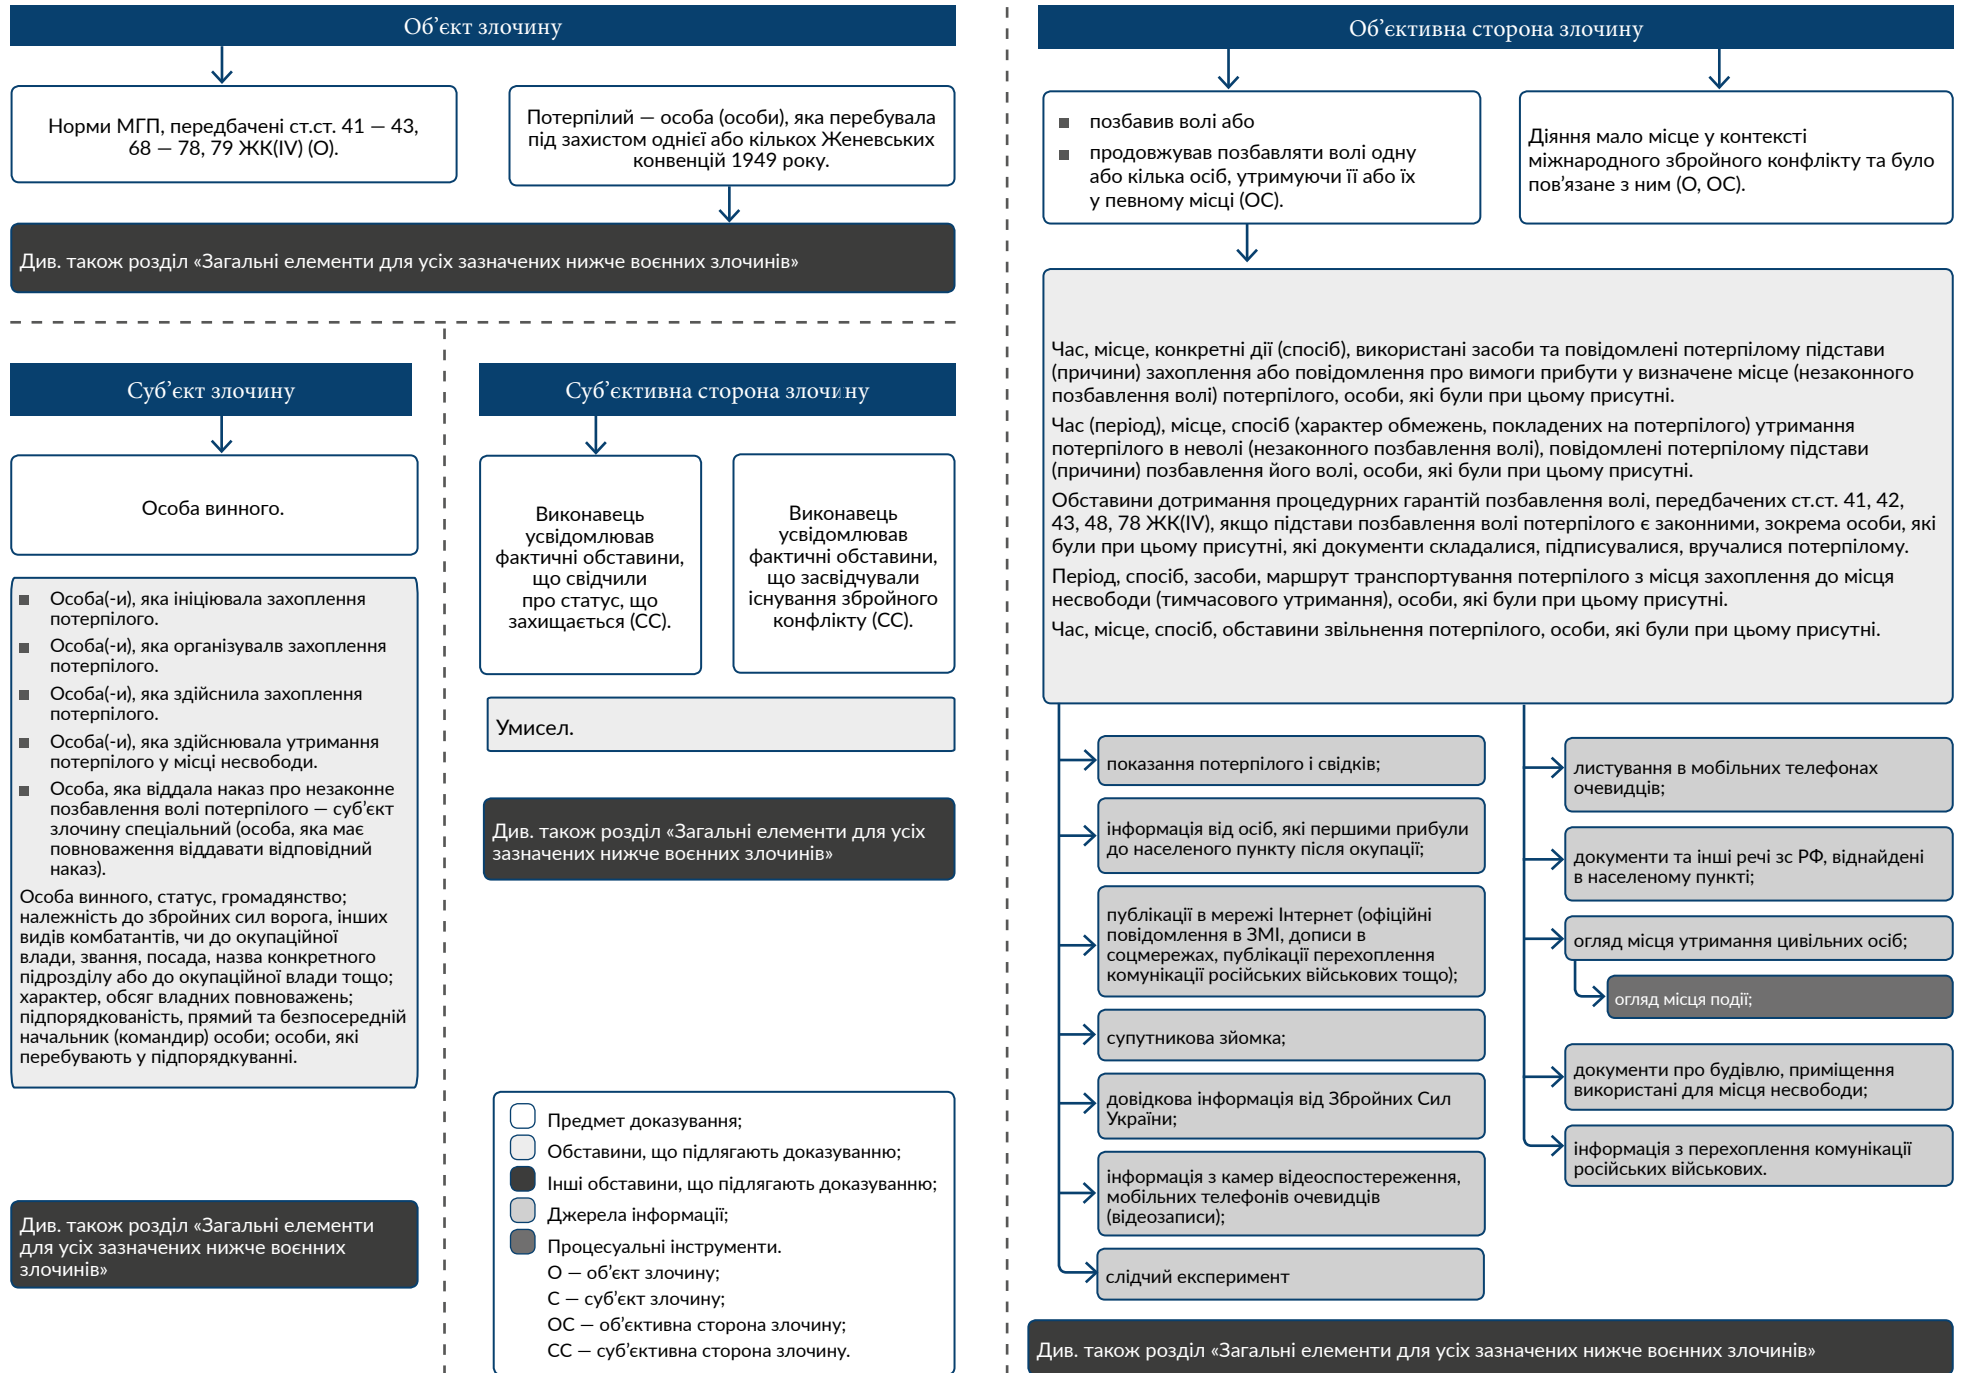 Об’єкт злочину
Норми МГП, передбачені ст.ст. 41 — 43,
68 — 78, 79 ЖК(IV) (О).
Потерпілий — особа (особи), яка перебувала
під захистом однієї або кількох Женевських
конвенцій 1949 року.
Див. також розділ «Загальні елементи для усіх зазначених нижче воєнних злочинів»
Суб’єкт злочину
Особа винного.
Особа(-и), яка ініціювала захоплення
потерпілого.
Особа(-и), яка організувалв захоплення
потерпілого.
Особа(-и), яка здійснила захоплення
потерпілого.
Особа(-и), яка здійснювала утримання
потерпілого у місці несвободи.
Особа, яка віддала наказ про незаконне
позбавлення волі потерпілого — суб’єкт
злочину спеціальний (особа, яка має
повноваження віддавати відповідний
наказ).
Особа винного, статус, громадянство;
належність до збройних сил ворога, інших
видів комбатантів, чи до окупаційної
влади, звання, посада, назва конкретного
підрозділу або до окупаційної влади тощо;
характер, обсяг владних повноважень;
підпорядкованість, прямий та безпосередній
начальник (командир) особи; особи, які
перебувають у підпорядкуванні.
Див. також розділ «Загальні елементи
для усіх зазначених нижче воєнних
злочинів»
Суб’єктивна сторона злочину
Виконавець
усвідомлював
фактичні обставини,
що свідчили
про статус, що
захищається (СС).
Виконавець
усвідомлював
фактичні обставини,
що засвідчували
існування збройного
конфлікту (СС).
Умисел.
Див. також розділ «Загальні елементи для усіх
зазначених нижче воєнних злочинів»
Предмет доказування;
Обставини, що підлягають доказуванню;
Інші обставини, що підлягають доказуванню;
Джерела інформації;
Процесуальні інструменти.
О — об’єкт злочину;
С — суб’єкт злочину;
ОС — об’єктивна сторона злочину;
СС — суб’єктивна сторона злочину.
Об’єктивна сторона злочину
позбавив волі або
продовжував позбавляти волі одну
або кілька осіб, утримуючи її або їх
у певному місці (ОС).
Діяння мало місце у контексті
міжнародного збройного конфлікту та було
пов’язане з ним (О, ОС).
Час, місце, конкретні дії (спосіб), використані засоби та повідомлені потерпілому підстави
(причини) захоплення або повідомлення про вимоги прибути у визначене місце (незаконного
позбавлення волі) потерпілого, особи, які були при цьому присутні.
Час (період), місце, спосіб (характер обмежень, покладених на потерпілого) утримання
потерпілого в неволі (незаконного позбавлення волі), повідомлені потерпілому підстави
(причини) позбавлення його волі, особи, які були при цьому присутні.
Обставини дотримання процедурних гарантій позбавлення волі, передбачених ст.ст. 41, 42,
43, 48, 78 ЖК(IV), якщо підстави позбавлення волі потерпілого є законними, зокрема особи, які
були при цьому присутні, які документи складалися, підписувалися, вручалися потерпілому.
Період, спосіб, засоби, маршрут транспортування потерпілого з місця захоплення до місця
несвободи (тимчасового утримання), особи, які були при цьому присутні.
Час, місце, спосіб, обставини звільнення потерпілого, особи, які були при цьому присутні.
показання потерпілого і свідків;
інформація від осіб, які першими прибули
до населеного пункту після окупації;
публікації в мережі Інтернет (офіційні
повідомлення в ЗМІ, дописи в
соцмережах, публікації перехоплення
комунікації російських військових тощо);
супутникова зйомка;
довідкова інформація від Збройних Сил
України;
інформація з камер відеоспостереження,
мобільних телефонів очевидців
(відеозаписи);
слідчий експеримент
листування в мобільних телефонах
очевидців;
документи та інші речі зс РФ, віднайдені
в населеному пункті;
огляд місця утримання цивільних осіб;
огляд місця події;
документи про будівлю, приміщення
використані для місця несвободи;
інформація з перехоплення комунікації
російських військових.
Див. також розділ «Загальні елементи для усіх зазначених нижче воєнних злочинів»